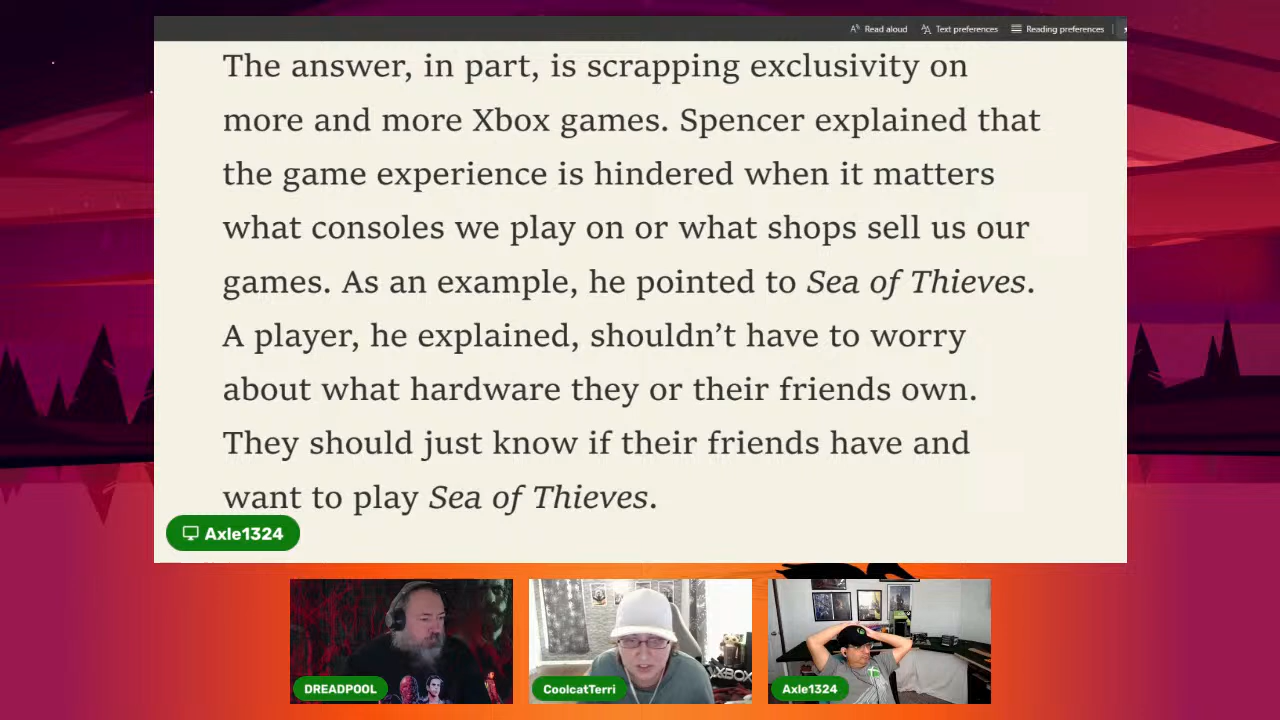 Read aloud Text preferences Reading preferences
The answer, in part, is scrapping exclusivity on
more and more Xbox games. Spencer explained that
the game experience is hindered when it matters
what consoles we play on or what shops sell us our
games. As an example, he pointed to Sea of Thieves.
A player, he explained, shouldn’t have to worry
about what hardware they or their friends own.
They should just know if their friends have and
want to play Sea of Thieves.
Axle1324
XBOX
DREADPOOL
CoolcatTerri
Axle1324